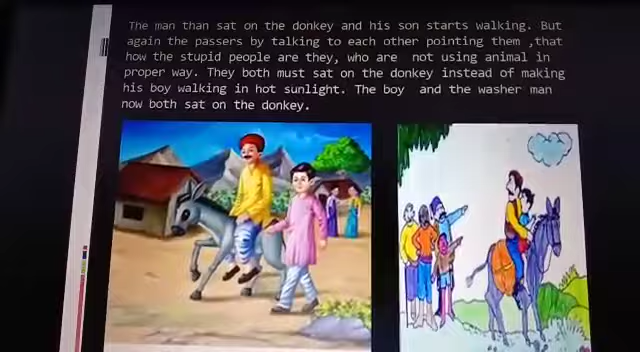 The man than sat on the donkey and his son starts walking. But
again the passers by talking to each other pointing them ,that
how the stupid people are they, who are not using animal in
proper way. They both must sat on the donkey instead of making
his boy walking in hot sunlight. The boy and the washer man
now both sat on the donkey.